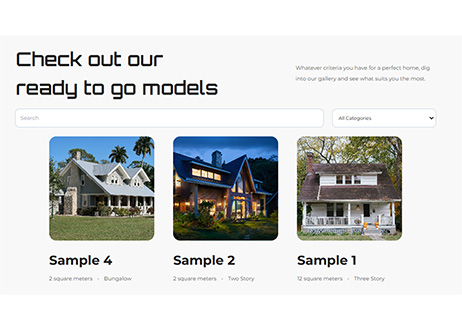 Check out our
ready to go models
Whatever criteria you have for a perfect home, dig
into our gallery and see what suits you the most.
Search
All Categories
Sample 4
2 square meters - Bungalow
Sample 2
2 square meters - Two Story
Sample 1
12 square meters - Three Story